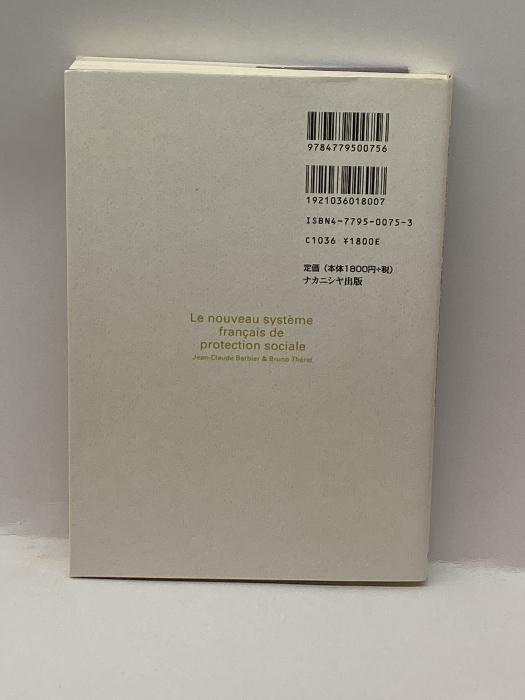 9784779500756
1921036018007
ISBN4-7795-0075-3
C1036 ¥1800E
定価（本体1800円+税）
ナカニシヤ出版
Le nouveau système
français de
protection sociale
Jean-Claude Barbier & Bruno Théret